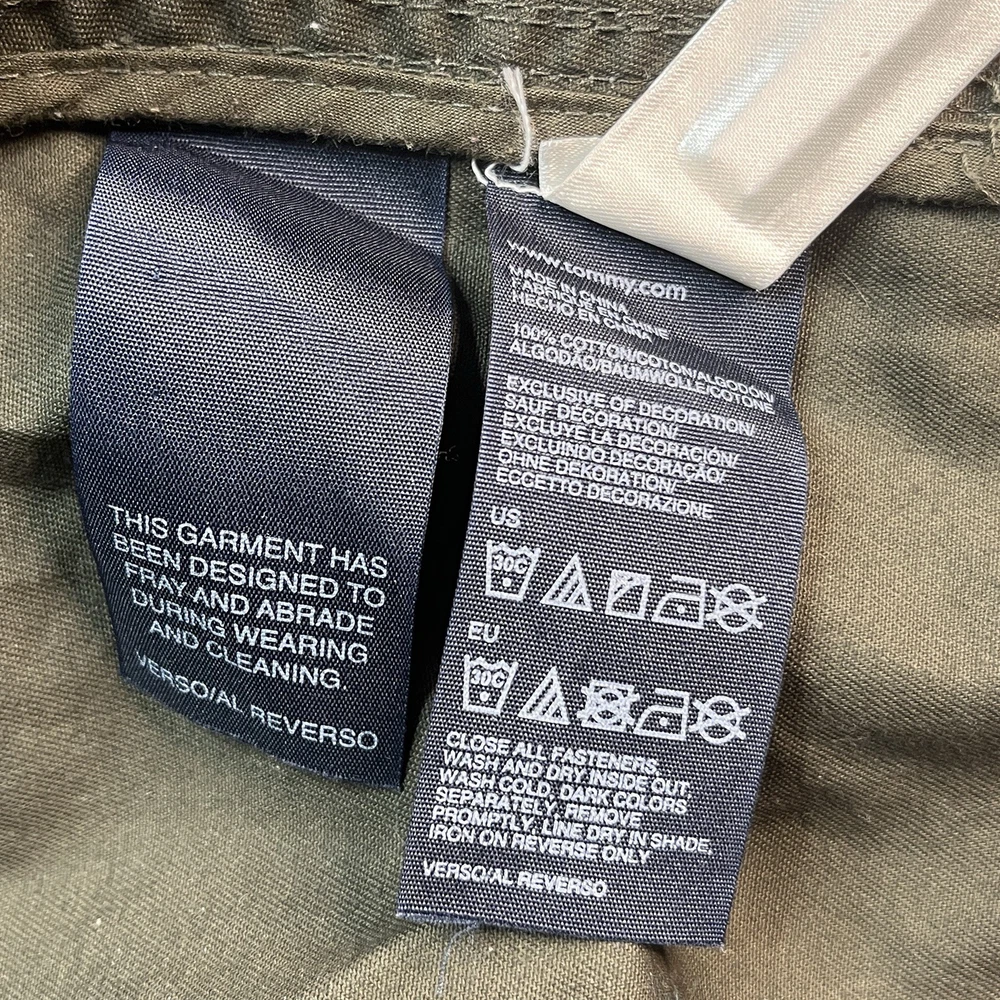 THIS GARMENT HAS
BEEN DESIGNED TO
FRAY AND ABRADE
DURING WEARING
AND CLEANING.
VERSO/AL REVERSO
www.tommy.com
MADE IN CHINA
FABRIQUÉ EN CHINE
HECHO EN CHINA
100% COTTON/COTON/ALGODON/
ALGODÃO/BAUMWOLLE/COTONE
EXCLUSIVE OF DECORATION/
SAUF DECORATION/
EXCLUYE LA DECORACIÓN/
EXCLUINDO DECORAÇÃO/
OHNE DEKORATION/
ECCETTO DECORAZIONE
US
30C
EU
30C
CLOSE ALL FASTENERS,
WASH AND DRY INSIDE OUT,
WASH COLD, DARK COLORS
SEPARATELY. REMOVE
PROMPTLY. LINE DRY IN SHADE.
IRON ON REVERSE ONLY
VERSO/AL REVERSO